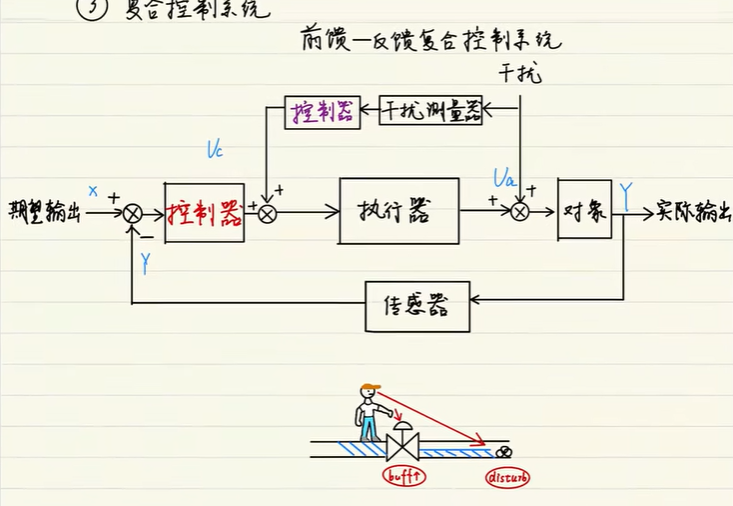 ③ 复合控制系统
前馈—反馈复合控制系统
干扰
控制器
干扰测量器
Uc
Ua
期望输出
x
+
控制器
+
+
执行器
+
+
对象
Y
实际输出
−
Y
传感器
buff↑
disturb